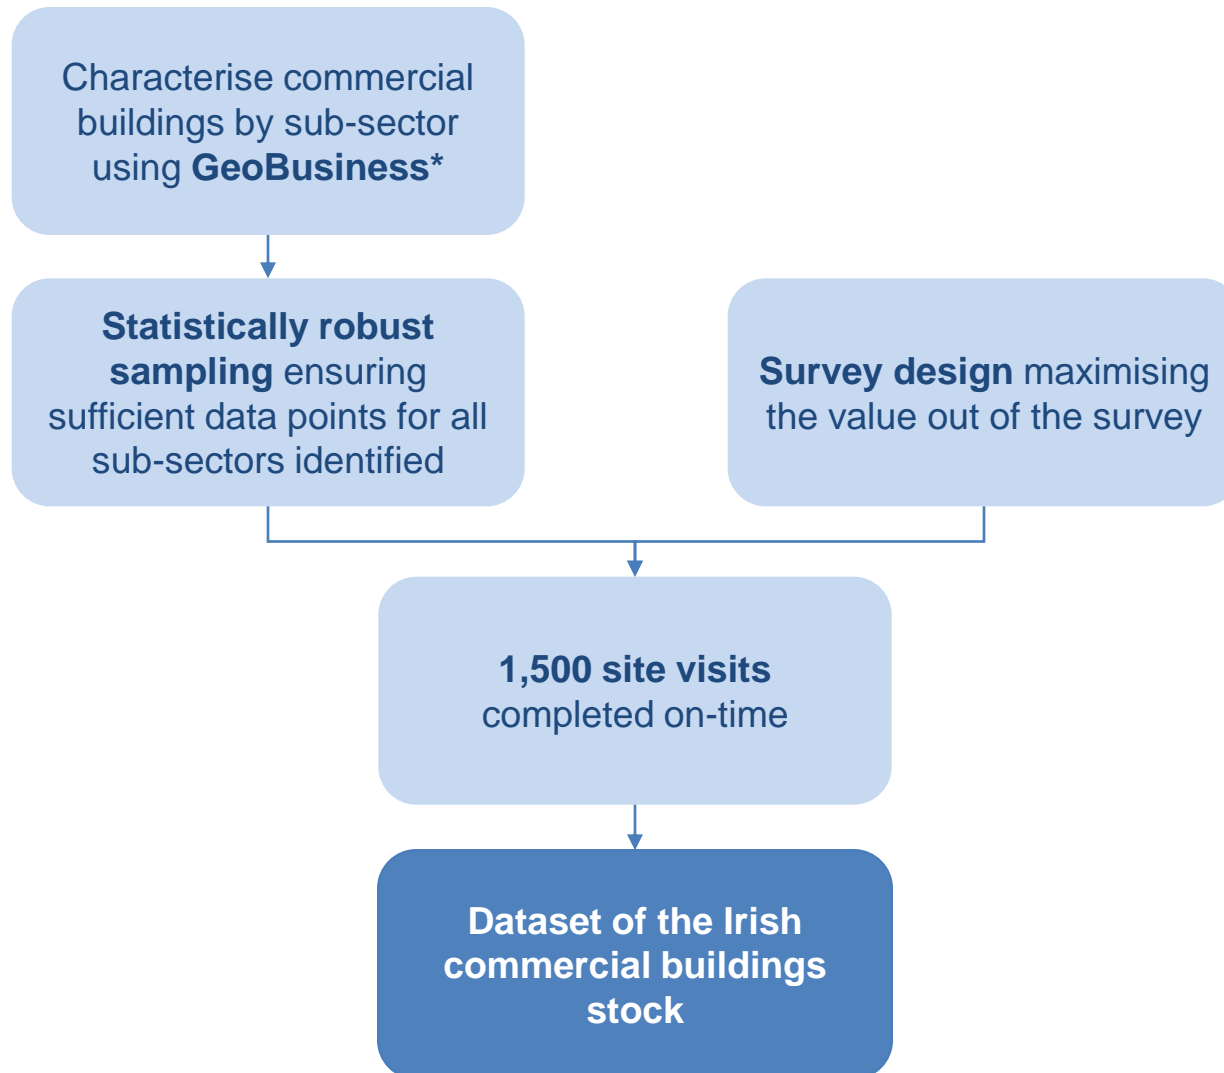 Characterise commercial
buildings by sub-sector
using GeoBusiness*
Statistically robust
sampling ensuring
sufficient data points for all
sub-sectors identified
Survey design maximising
the value out of the survey
1,500 site visits
completed on-time
Dataset of the Irish
commercial buildings
stock